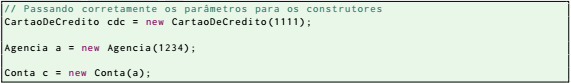 // Passando corretamente os parâmetros para os construtores
CartaoDeCredito cdc = new CartaoDeCredito(1111);
Agencia a = new Agencia(1234);
Conta c = new Conta(a);